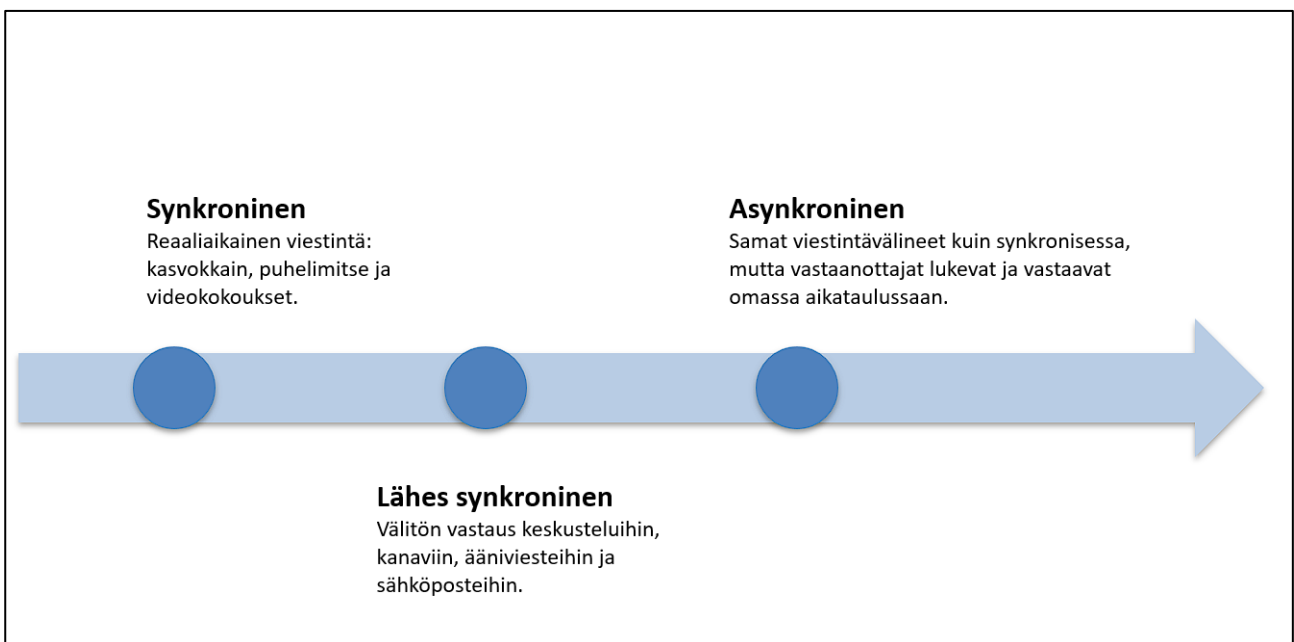 Synkroninen
Reaaliaikainen viestintä:
kasvokkain, puhelimitse ja
videokokoukset.
Asynkroninen
Samat viestintävälineet kuin synkronisessa,
mutta vastaanottajat lukevat ja vastaavat
omassa aikataulussaan.
Lähes synkroninen
Välitön vastaus keskusteluihin,
kanaviin, ääniviesteihin ja
sähköposteihin.